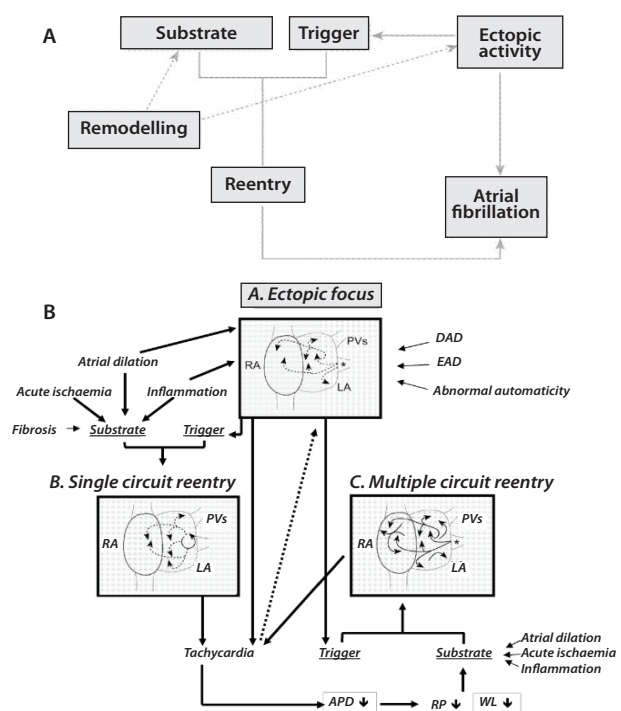 A
Substrate
Trigger
Ectopic
activity
Remodelling
Reentry
Atrial
fibrillation
B
A. Ectopic focus
PVs
RA
*
LA
DAD
EAD
Abnormal automaticity
Atrial dilation
Acute ischaemia
Inflammation
Fibrosis
Substrate
Trigger
B. Single circuit reentry
PVs
RA
LA
C. Multiple circuit reentry
PVs
RA
*
LA
Tachycardia
Trigger
Substrate
Atrial dilation
Acute ischaemia
Inflammation
APD
RP
WL